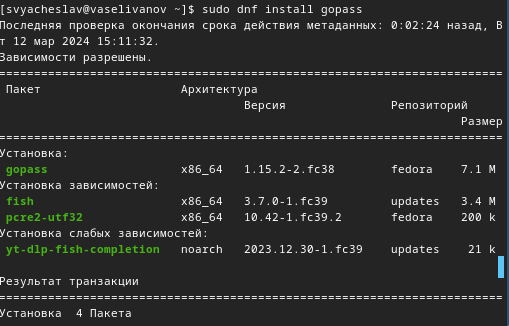 [svyacheslav@vaselivanov ~]$ sudo dnf install gopass
Последняя проверка окончания срока действия метаданных: 0:02:24 назад, В
т 12 мар 2024 15:11:32.
Зависимости разрешены.
================================================================================
Пакет Архитектура
Версия Репозиторий
Размер
================================================================================
Установка:
gopass x86_64 1.15.2-2.fc38 fedora 7.1 M
Установка зависимостей:
fish x86_64 3.7.0-1.fc39 updates 3.4 M
pcre2-utf32 x86_64 10.42-1.fc39.2 fedora 200 k
Установка слабых зависимостей:
yt-dlp-fish-completion noarch 2023.12.30-1.fc39 updates 21 k
Результат транзакции
================================================================================
Установка 4 Пакета